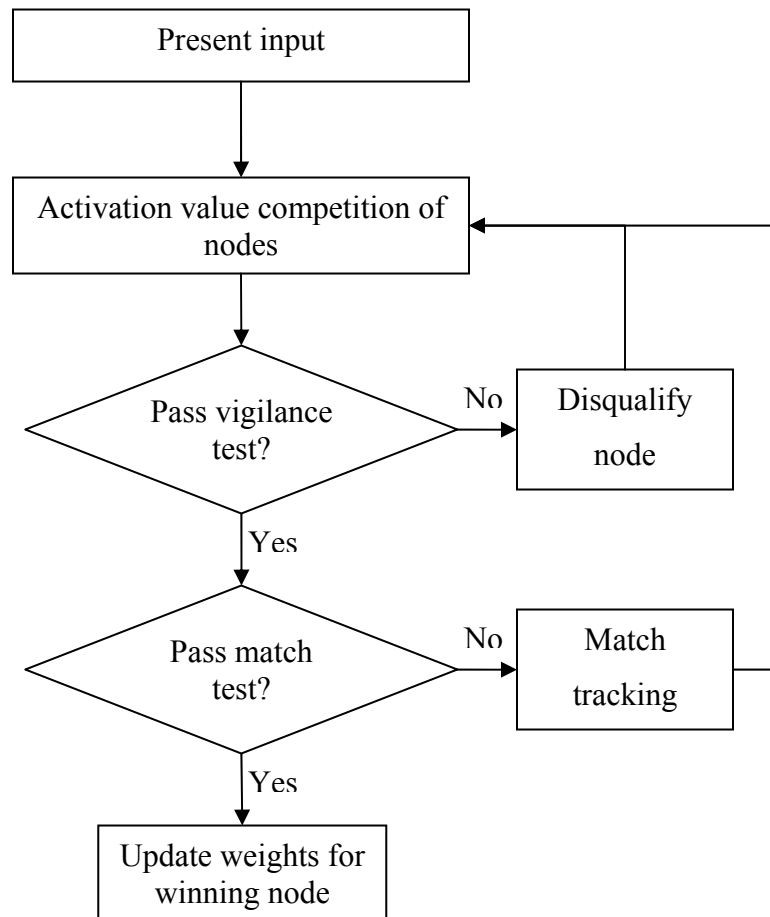 Present input
Activation value competition of
nodes
Pass vigilance
test?
No
Disqualify
node
Yes
Pass match
test?
No
Match
tracking
Yes
Update weights for
winning node